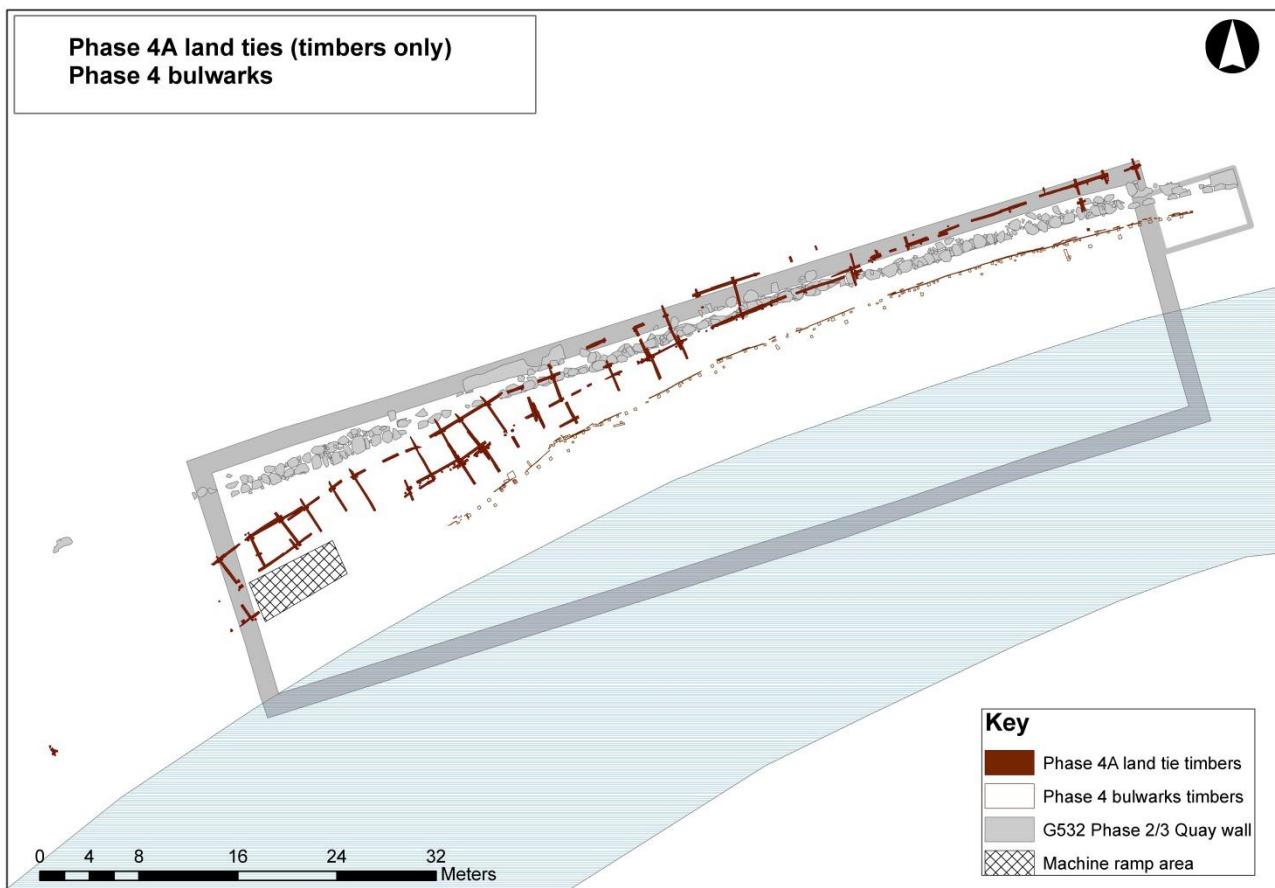 Phase 4A land ties (timbers only)
Phase 4 bulwarks
Key
Phase 4A land tie timbers
Phase 4 bulwarks timbers
G532 Phase 2/3 Quay wall
Machine ramp area
0 4 8 16 24 32
Meters